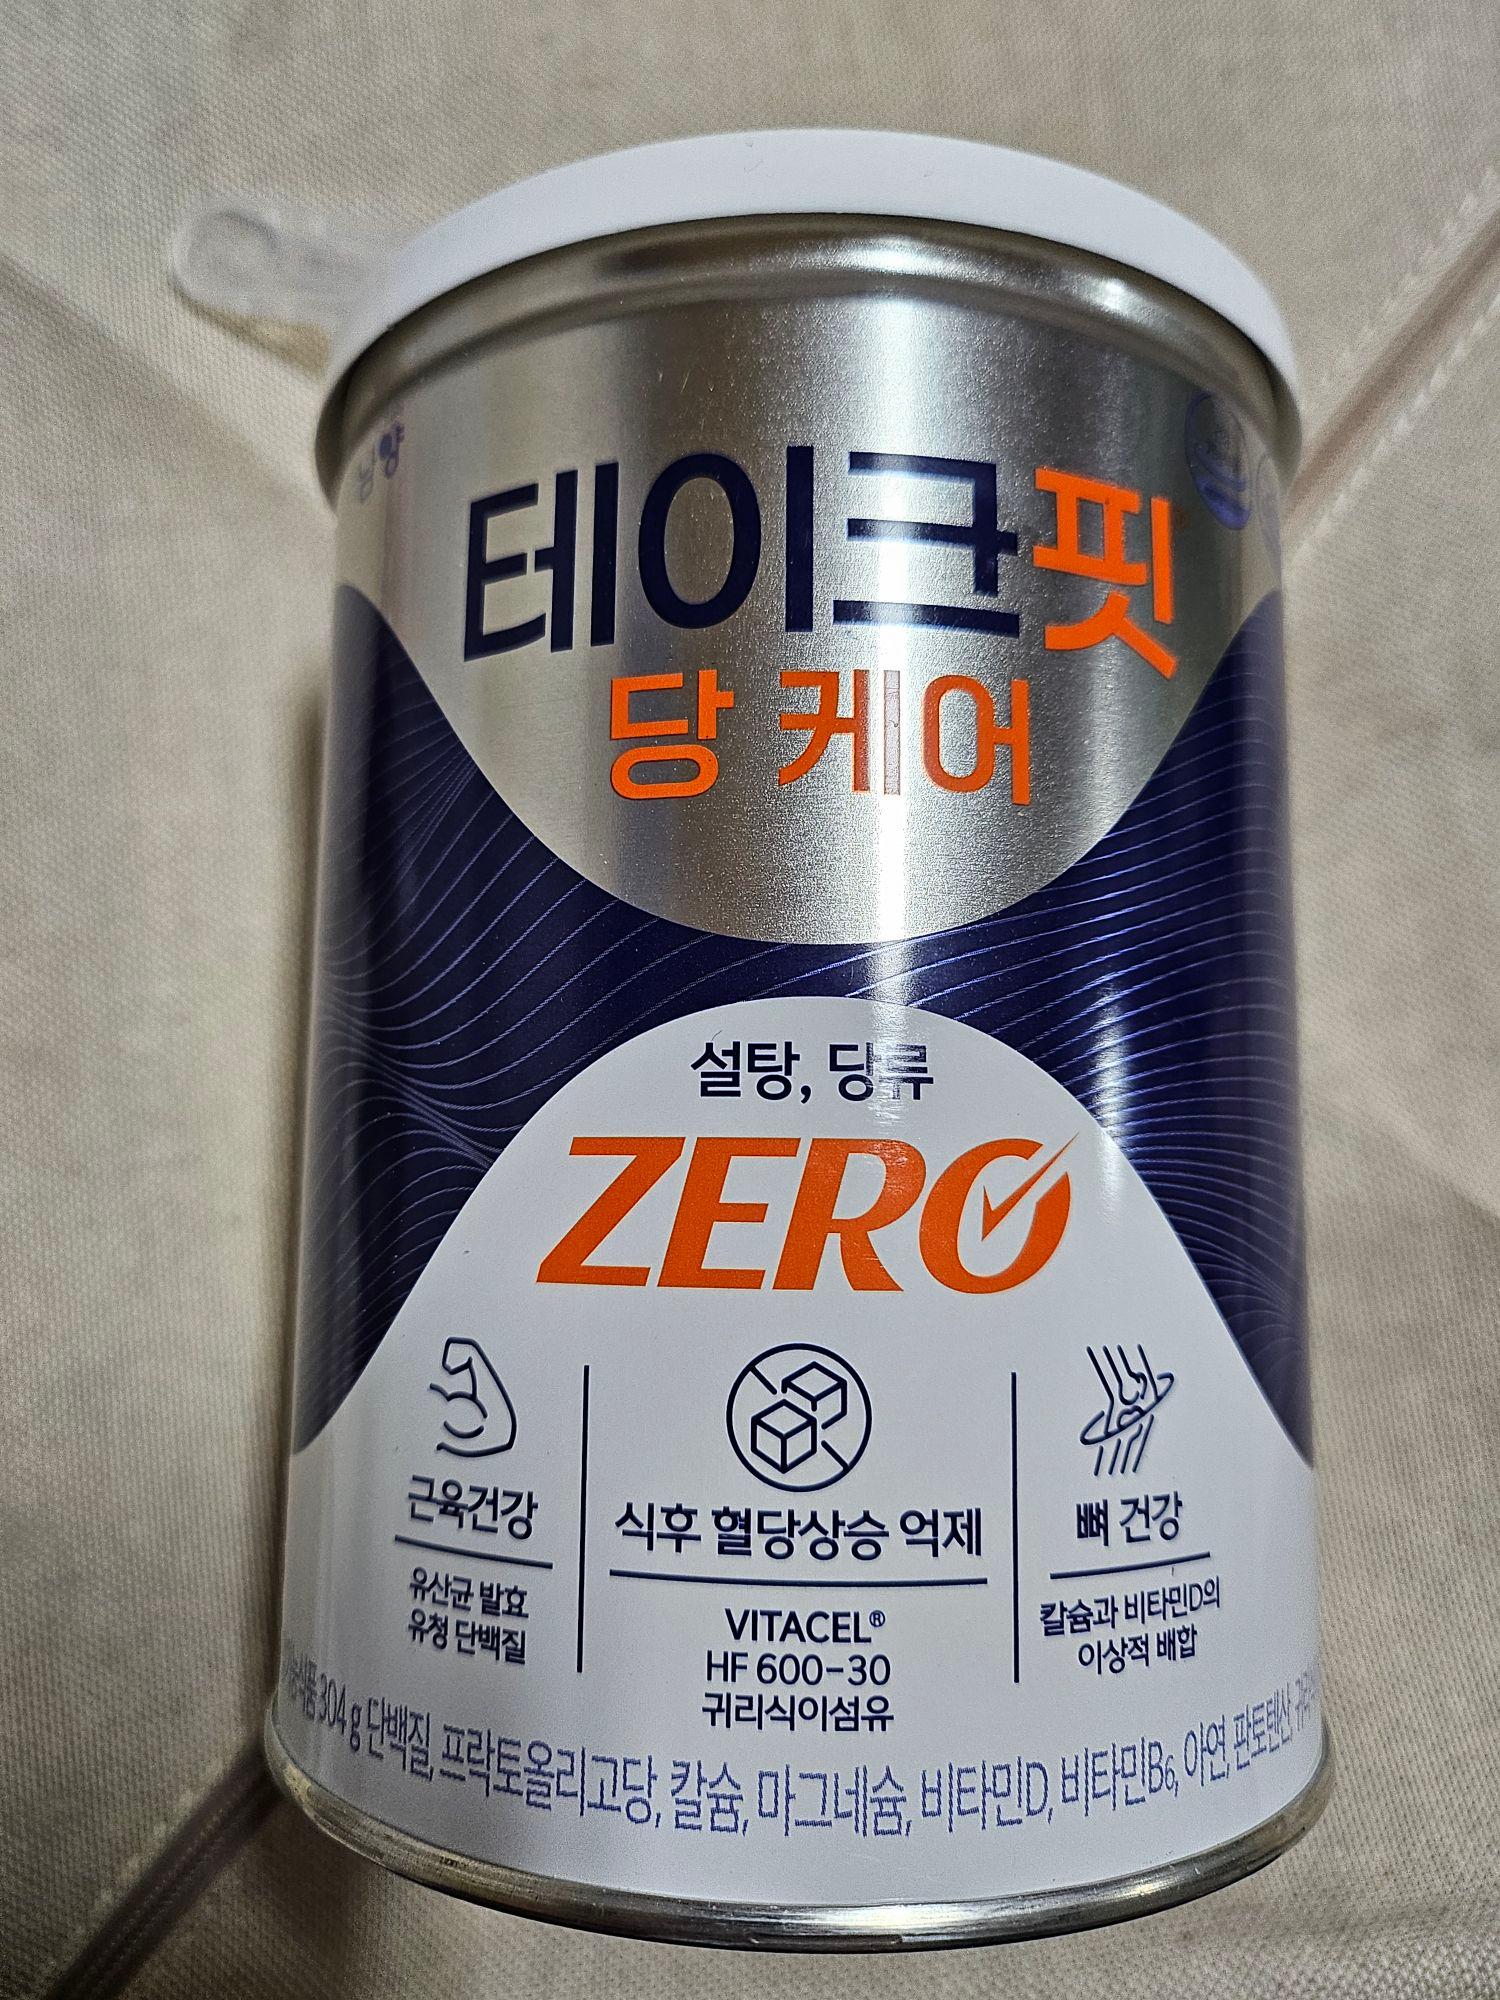 남양
테이크핏
당 케어
설탕, 당류
ZERO
근육건강
유산균 발효
유청 단백질
식후 혈당상승 억제
VITACEL®
HF 600-30
귀리식이섬유
뼈 건강
칼슘과 비타민D의
이상적 배합
304 g 단백질, 프락토올리고당, 칼슘, 마그네슘, 비타민D, 비타민B6, 아연, 판토텐산,